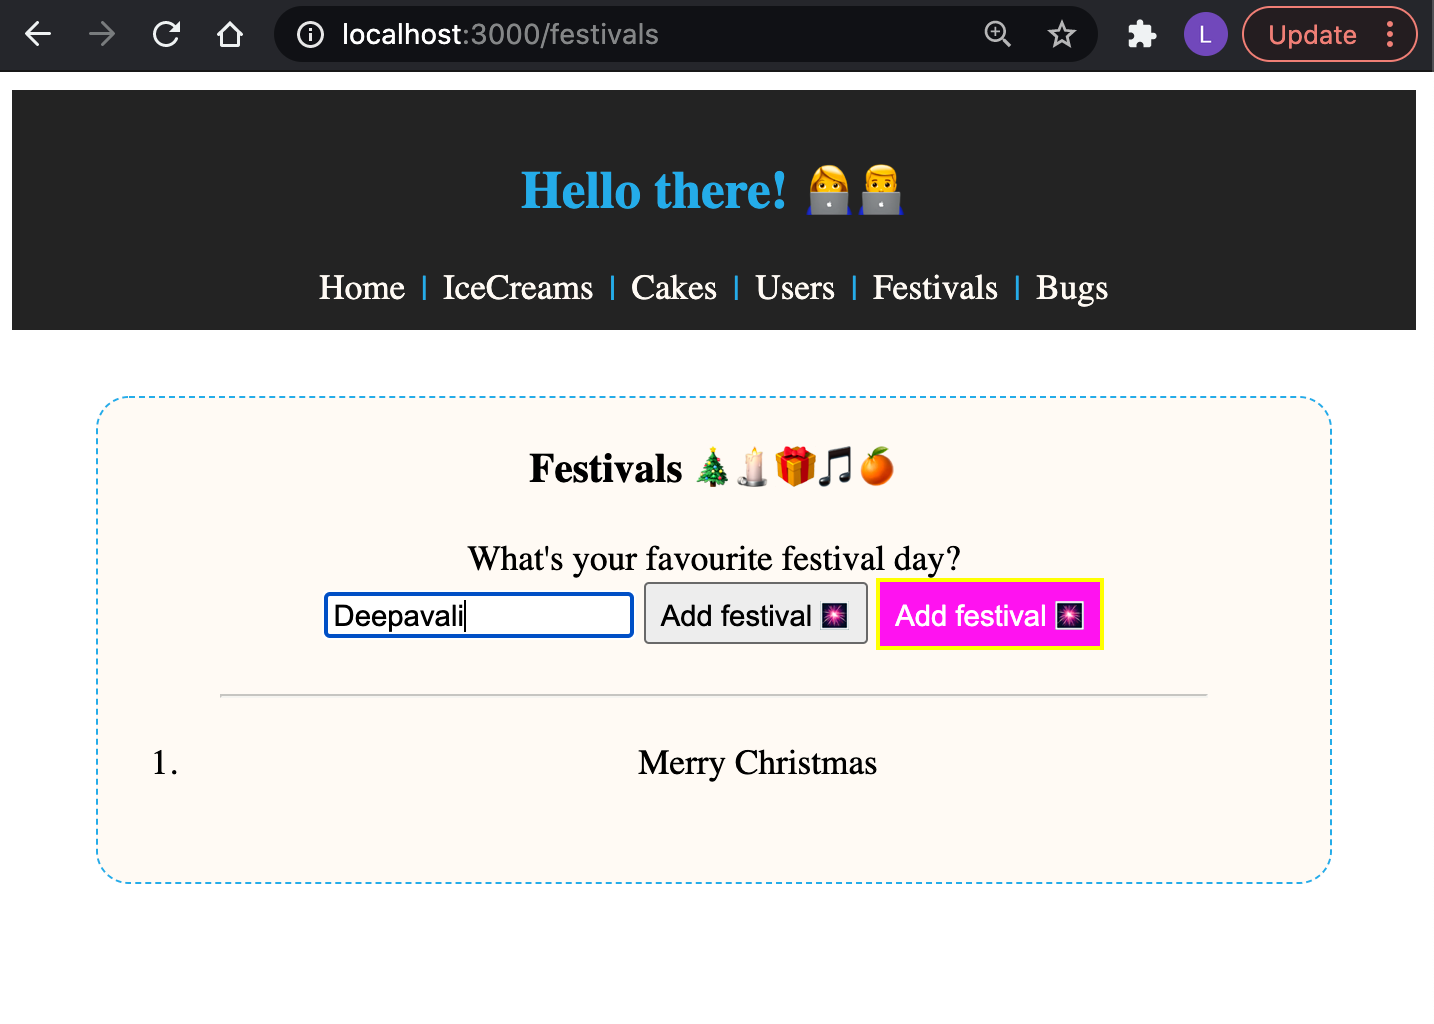 localhost:3000/festivals
L
Update
Hello there! 👩‍💻👨‍💻
Home | IceCreams | Cakes | Users | Festivals | Bugs
Festivals 🎄🕯️🎁🎵🍊
What's your favourite festival day?
Deepavali Add festival 🎆 Add festival 🎆
1. Merry Christmas